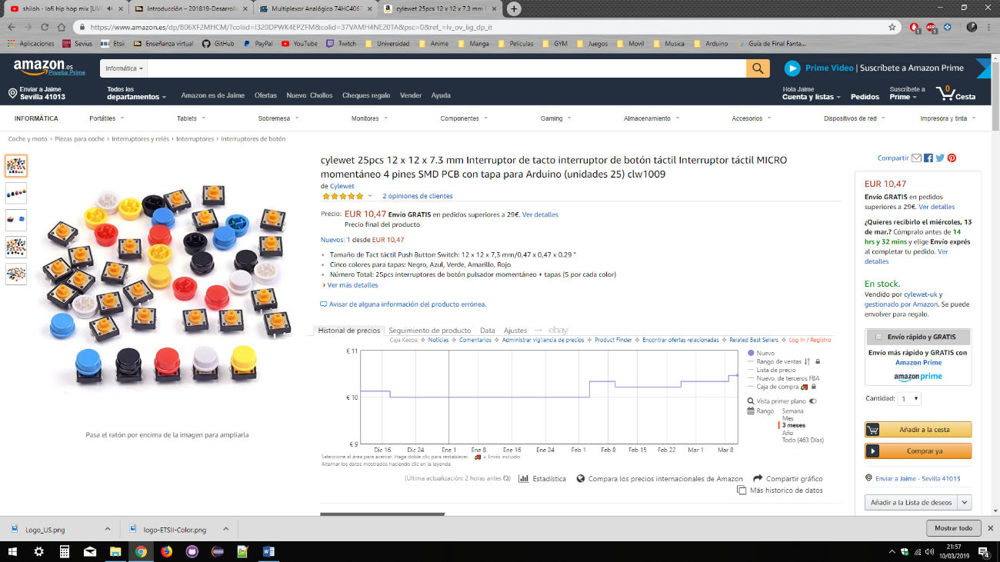 shiloh - lofi hip hop mix [LIV
Introducción – 201819-Desarroll
Multiplexor Analógico 74HC4067
cylewet 25pcs 12 x 12 x 7.3 mm
https://www.amazon.es/dp/B06XF2MHCM/?coliid=I320DPWK4EPZFM&colid=37VAMH4NE20TA&psc=0&ref_=lv_ov_lig_dp_it
Aplicaciones Sevius Etsii Enseñanza virtual GitHub PayPal YouTube Twitch Universidad Anime Manga Peliculas GYM Juegos Movil Musica Arduino Guía de Final Fanta...
amazon.es
Prueba Prime
Informática
Prime Video | Suscríbete a Amazon Prime
Enviar a Jaime
Sevilla 41013
Todos los
departamentos
Amazon.es de Jaime Ofertas Nuevo: Chollos Cheques regalo Vender Ayuda
Hola Jaime
Cuenta y listas
Pedidos
Suscríbete a
Prime
0
Cesta
INFORMÁTICA Portátiles Tablets Sobremesa Monitores Componentes Gaming Almacenamiento Accesorios Dispositivos de red Impresora y tinta
Coche y moto › Piezas para coche › Interruptores y relés › Interruptores › Interruptores de botón
cylewet 25pcs 12 x 12 x 7.3 mm Interruptor de tacto interruptor de botón táctil Interruptor táctil MICRO
momentáneo 4 pines SMD PCB con tapa para Arduino (unidades 25) clw1009
de Cylewet
2 opiniones de clientes
Precio: EUR 10,47 Envío GRATIS en pedidos superiores a 29€. Ver detalles
Precio final del producto
Nuevos: 1 desde EUR 10,47
Tamaño de Tact táctil Push Button Switch: 12 x 12 x 7,3 mm/0,47 x 0,47 x 0.29 "
Cinco colores para tapas: Negro, Azul, Verde, Amarillo, Rojo
Número Total: 25pcs interruptores de botón pulsador momentáneo + tapas (5 por cada color)
› Ver más detalles
Avisar de alguna información del producto errónea.
Historial de precios Seguimiento de producto Data Ajustes ebay
Caja Keepa Noticias Comentarios Administrar vigilancia de precios Product Finder Encontrar ofertas relacionadas Related Best Sellers Log in / Registro
€ 11
€ 10
€ 9
Dic 16 Dic 24 Ene 1 Ene 8 Ene 16 Ene 24 Feb 1 Feb 8 Feb 15 Feb 22 Mar 1 Mar 8
Nuevo
Rango de ventas
Lista de precio
Nuevo, de terceros FBA
Caja de compra
Vista primer plano
Rango Semana
Mes
3 meses
Año
Todo (463 Días)
Seleccione el área para acercar. Haga doble clic para restablecer. = Envío incluido
Alternar los datos mostrados haciendo clic en la leyenda
(Última actualización: 2 horas antes) Estadística Compara los precios internacionales de Amazon Compartir gráfico
Más historico de datos
Pasa el ratón por encima de la imagen para ampliarla
Compartir
EUR 10,47
Envío GRATIS en pedidos
superiores a 29€. Ver detalles
¿Quieres recibirlo el miércoles, 13
de mar.? Cómpralo antes de 14
hrs y 32 mins y elige Envío exprés
al completar tu pedido. Ver
detalles
En stock.
Vendido por cylewet-uk y
gestionado por Amazon. Se puede
envolver para regalo.
Envío rápido y GRATIS
Envío más rápido y GRATIS con
Amazon Prime
amazon prime
Cantidad: 1
Añadir a la cesta
Comprar ya
Enviar a Jaime - Sevilla 41013
Añadir a la Lista de deseos
Logo_US.png
logo-ETSII-Color.png
Mostrar todo
21:57
10/03/2019
4